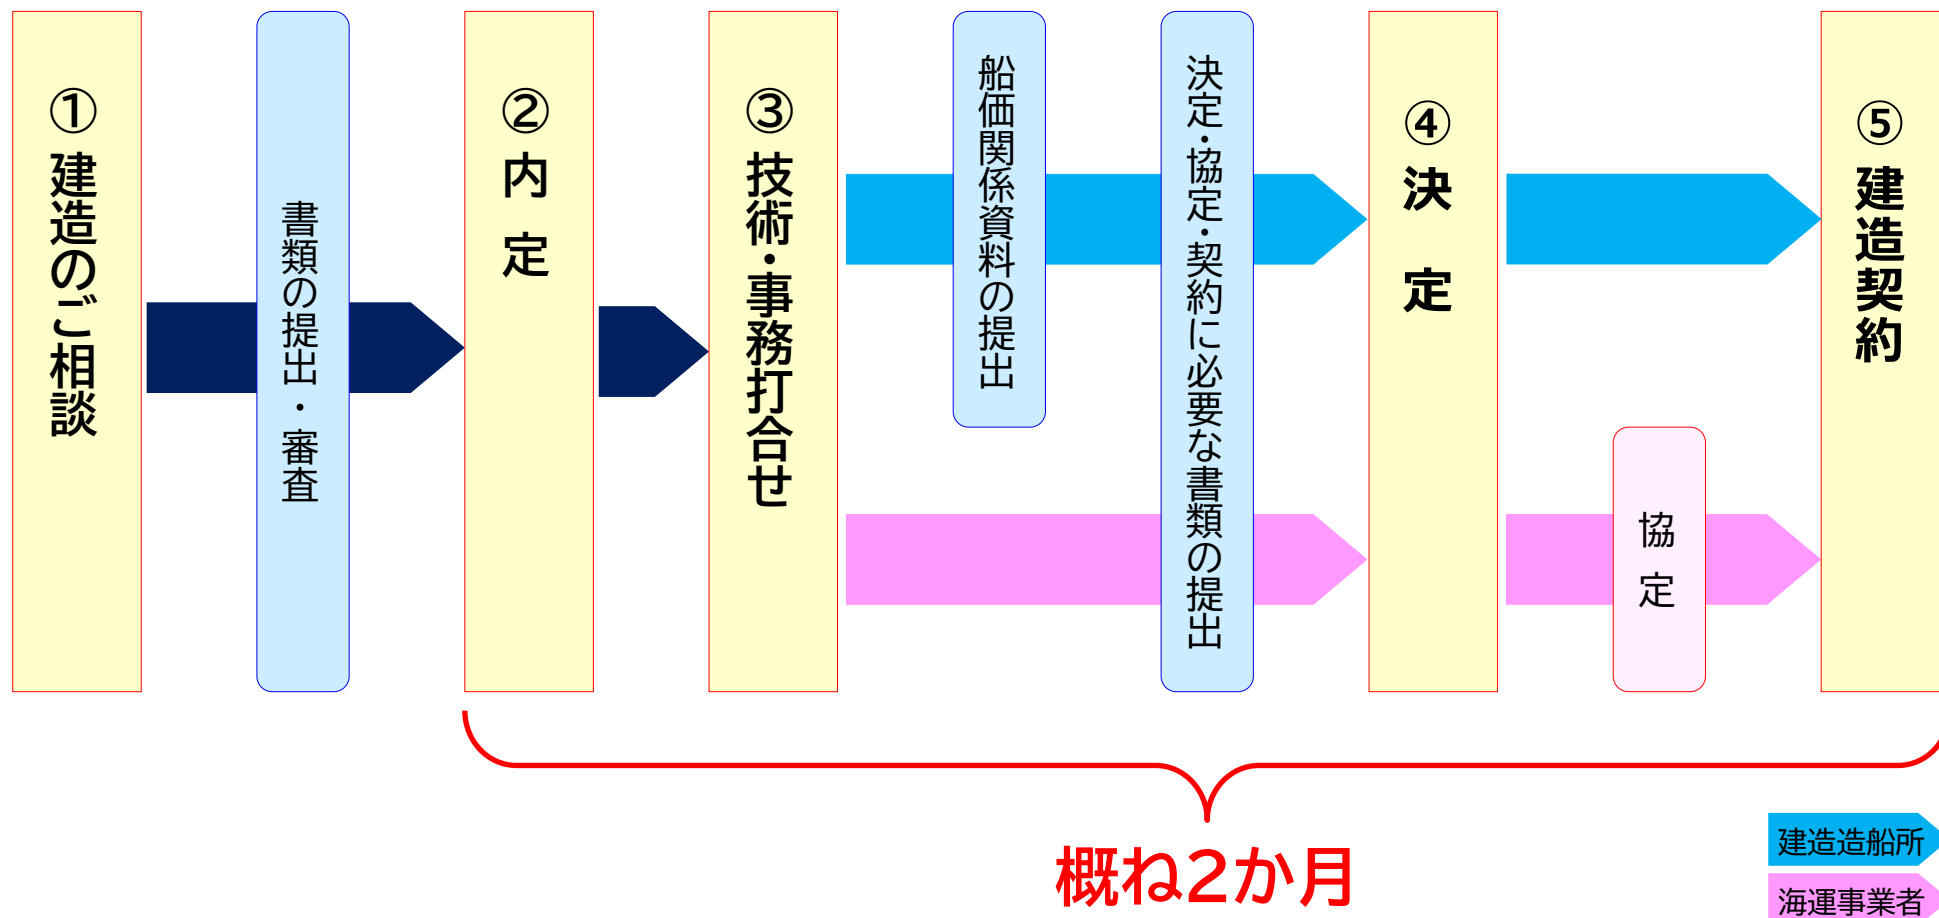 ①建造のご相談
書類の提出・審査
②内定
③技術・事務打合せ
船価関係資料の提出
決定・協定・契約に必要な書類の提出
④決定
協定
⑤建造契約
概ね2か月
建造造船所
海運事業者